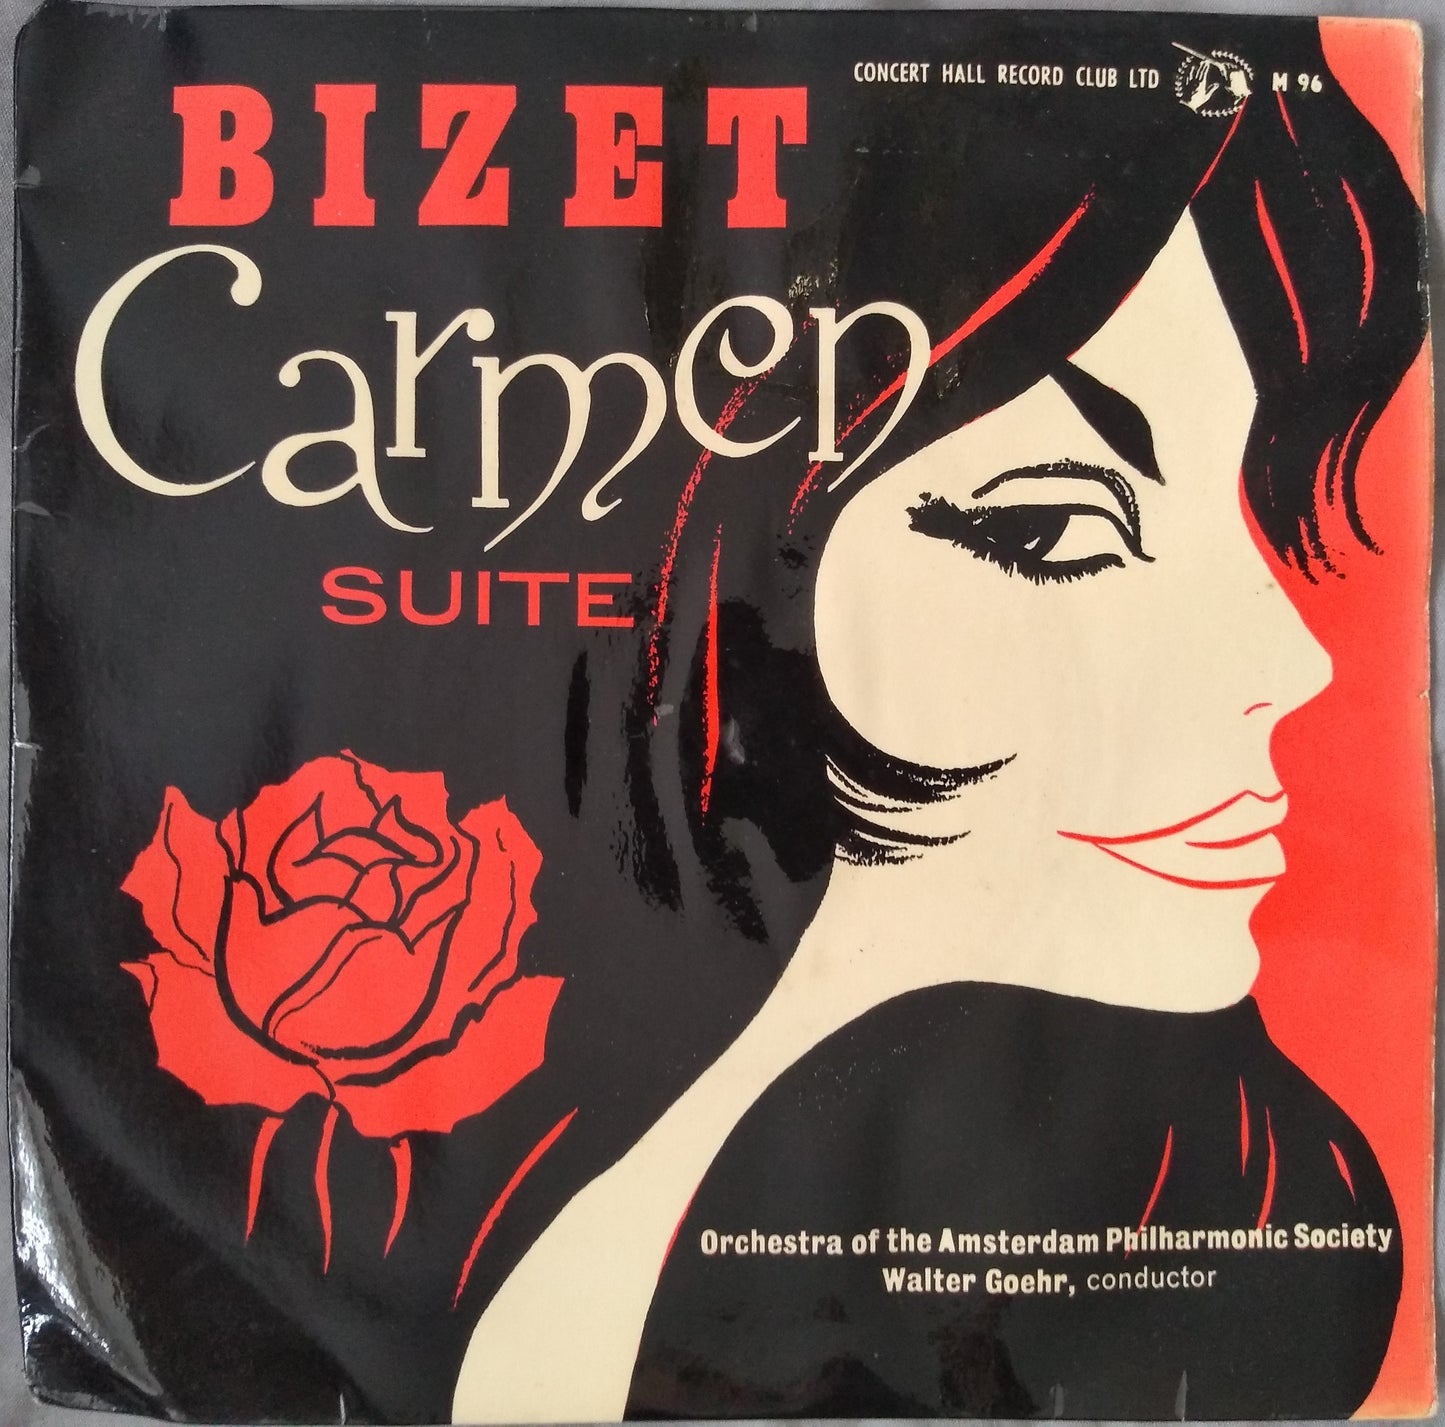 CONCERT HALL RECORD CLUB LTD M 96
BIZET
Carmen
SUITE
Orchestra of the Amsterdam Philharmonic Society
Walter Goehr, conductor